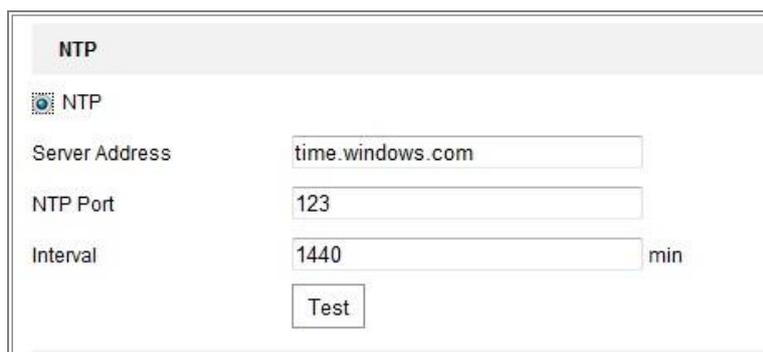 NTP
NTP
Server Address time.windows.com
NTP Port 123
Interval 1440 min
Test